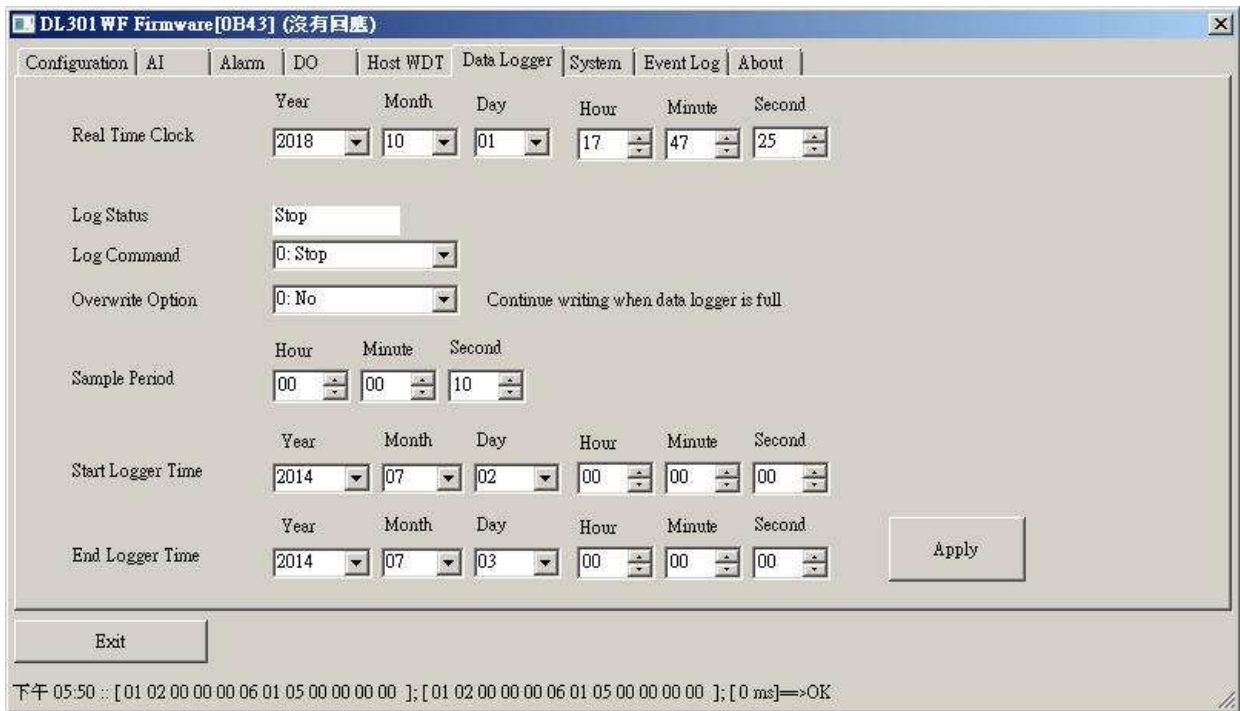 DL301WF Firmware[0B43] (沒有回應)
Configuration AI Alarm DO Host WDT Data Logger System Event Log About
Year Month Day Hour Minute Second
Real Time Clock 2018 10 01 17 47 25
Log Status Stop
Log Command 0: Stop
Overwrite Option 0: No Continue writing when data logger is full
Hour Minute Second
Sample Period 00 00 10
Year Month Day Hour Minute Second
Start Logger Time 2014 07 02 00 00 00
Year Month Day Hour Minute Second
End Logger Time 2014 07 03 00 00 00 Apply
Exit
下午 05:50 :: [ 01 02 00 00 00 06 01 05 00 00 00 00 ]; [ 01 02 00 00 00 06 01 05 00 00 00 00 ]; [ 0 ms]==>OK